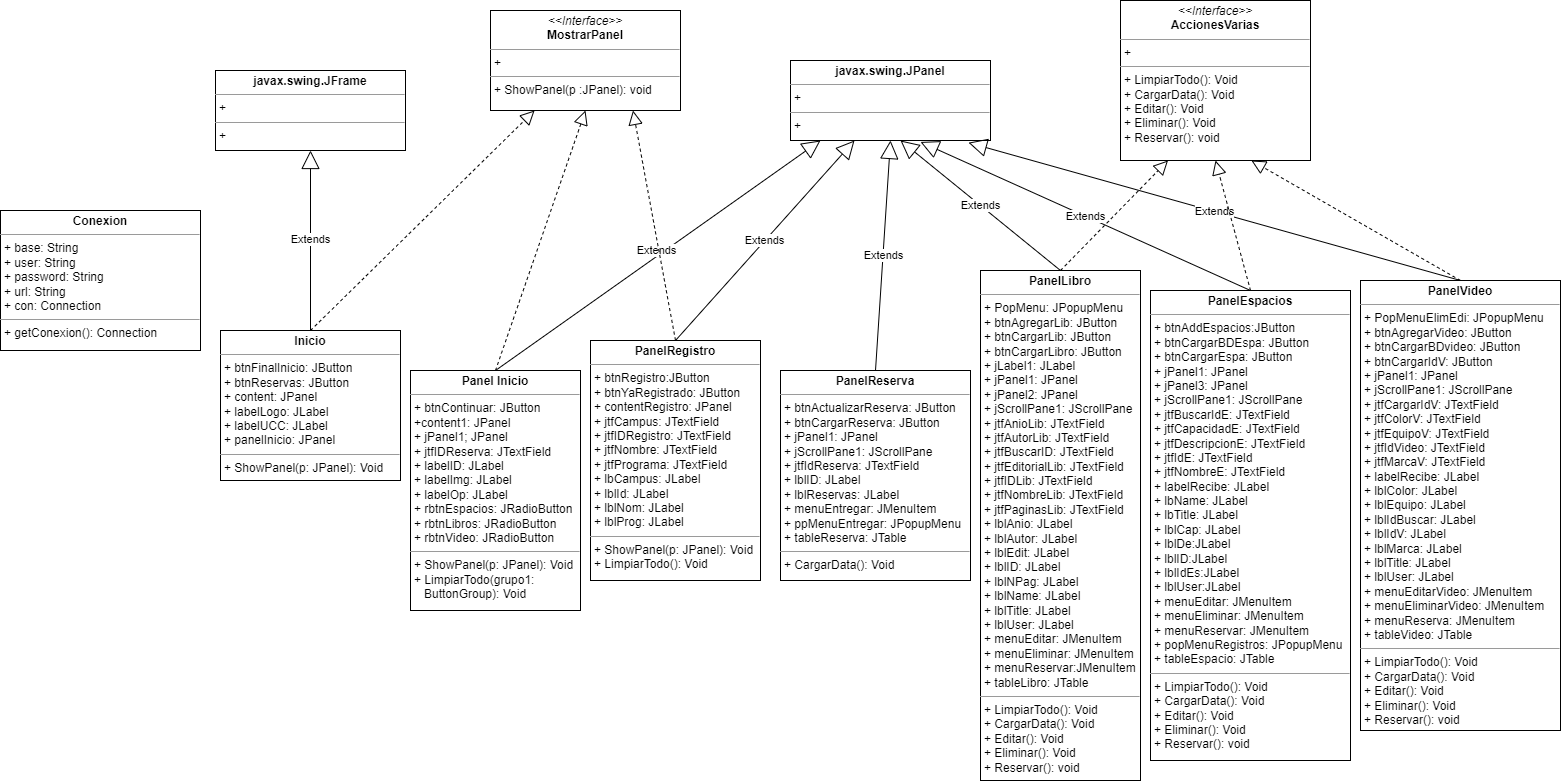 <<Interface>>
MostrarPanel
+
+ ShowPanel(p :JPanel): void
<<Interface>>
AccionesVarias
+
+ LimpiarTodo(): Void
+ CargarData(): Void
+ Editar(): Void
+ Eliminar(): Void
+ Reservar(): void
javax.swing.JFrame
+
+
javax.swing.JPanel
+
+
Extends
Extends
Extends
Extends
Extends
Extends
Extends
Conexion
+ base: String
+ user: String
+ password: String
+ url: String
+ con: Connection
+ getConexion(): Connection
Inicio
+ btnFinalInicio: JButton
+ btnReservas: JButton
+ content: JPanel
+ labelLogo: JLabel
+ labelUCC: JLabel
+ panelInicio: JPanel
+ ShowPanel(p: JPanel): Void
Panel Inicio
+ btnContinuar: JButton
+content1: JPanel
+ jPanel1; JPanel
+ jtfIDReserva: JTextField
+ labelID: JLabel
+ labelImg: JLabel
+ labelOp: JLabel
+ rbtnEspacios: JRadioButton
+ rbtnLibros: JRadioButton
+ rbtnVideo: JRadioButton
+ ShowPanel(p: JPanel): Void
+ LimpiarTodo(grupo1:
ButtonGroup): Void
PanelRegistro
+ btnRegistro:JButton
+ btnYaRegistrado: JButton
+ contentRegistro: JPanel
+ jtfCampus: JTextField
+ jtfIDRegistro: JTextField
+ jtfNombre: JTextField
+ jtfPrograma: JTextField
+ lbCampus: JLabel
+ lblId: JLabel
+ lblNom: JLabel
+ lblProg: JLabel
+ ShowPanel(p: JPanel): Void
+ LimpiarTodo(): Void
PanelReserva
+ btnActualizarReserva: JButton
+ btnCargarReserva: JButton
+ jPanel1: JPanel
+ jScrollPane1: JScrollPane
+ jtfIdReserva: JTextField
+ lblID: JLabel
+ lblReservas: JLabel
+ menuEntregar: JMenuItem
+ ppMenuEntregar: JPopupMenu
+ tableReserva: JTable
+ CargarData(): Void
PanelLibro
+ PopMenu: JPopupMenu
+ btnAgregarLib: JButton
+ btnCargarLib: JButton
+ btnCargarLibro: JButton
+ jLabel1: JLabel
+ jPanel1: JPanel
+ jPanel2: JPanel
+ jScrollPane1: JScrollPane
+ jtfAnioLib: JTextField
+ jtfAutorLib: JTextField
+ jtfBuscarID: JTextField
+ jtfEditorialLib: JTextField
+ jtfIDLib: JTextField
+ jtfNombreLib: JTextField
+ jtfPaginasLib: JTextField
+ lblAnio: JLabel
+ lblAutor: JLabel
+ lblEdit: JLabel
+ lblID: JLabel
+ lblNPag: JLabel
+ lblName: JLabel
+ lblTitle: JLabel
+ lblUser: JLabel
+ menuEditar: JMenuItem
+ menuEliminar: JMenuItem
+ menuReservar:JMenuItem
+ tableLibro: JTable
+ LimpiarTodo(): Void
+ CargarData(): Void
+ Editar(): Void
+ Eliminar(): Void
+ Reservar(): void
PanelEspacios
+ btnAddEspacios:JButton
+ btnCargarBDEspa: JButton
+ btnCargarEspa: JButton
+ jPanel1: JPanel
+ jPanel3: JPanel
+ jScrollPane1: JScrollPane
+ jtfBuscarIdE: JTextField
+ jtfCapacidadE: JTextField
+ jtfDescripcionE: JTextField
+ jtfIdE: JTextField
+ jtfNombreE: JTextField
+ labelRecibe: JLabel
+ lbName: JLabel
+ lbTitle: JLabel
+ lblCap: JLabel
+ lblDe:JLabel
+ lblID:JLabel
+ lblIdEs:JLabel
+ lblUser:JLabel
+ menuEditar: JMenuItem
+ menuEliminar: JMenuItem
+ menuReservar: JMenuItem
+ popMenuRegistros: JPopupMenu
+ tableEspacio: JTable
+ LimpiarTodo(): Void
+ CargarData(): Void
+ Editar(): Void
+ Eliminar(): Void
+ Reservar(): void
PanelVideo
+ PopMenuElimEdi: JPopupMenu
+ btnAgregarVideo: JButton
+ btnCargarBDvideo: JButton
+ btnCargarIdV: JButton
+ jPanel1: JPanel
+ jScrollPane1: JScrollPane
+ jtfCargarIdV: JTextField
+ jtfColorV: JTextField
+ jtfEquipoV: JTextField
+ jtfIdVideo: JTextField
+ jtfMarcaV: JTextField
+ labelRecibe: JLabel
+ lblColor: JLabel
+ lblEquipo: JLabel
+ lblIdBuscar: JLabel
+ lblIdV: JLabel
+ lblMarca: JLabel
+ lblTitle: JLabel
+ lblUser: JLabel
+ menuEditarVideo: JMenuItem
+ menuEliminarVideo: JMenuItem
+ menuReserva: JMenuItem
+ tableVideo: JTable
+ LimpiarTodo(): Void
+ CargarData(): Void
+ Editar(): Void
+ Eliminar(): Void
+ Reservar(): void